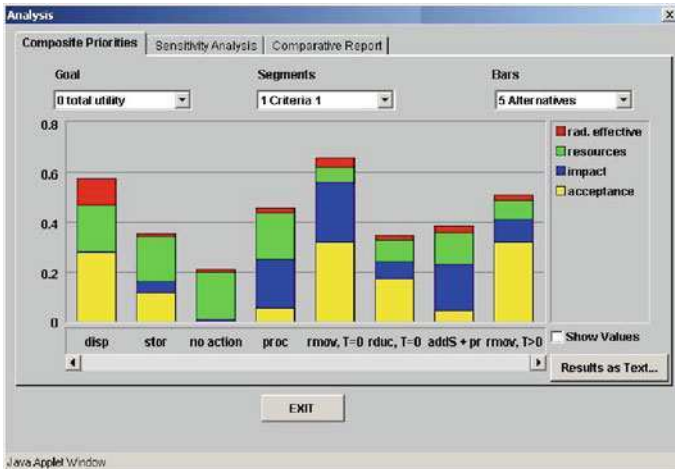 Analysis
Composite Priorities Sensitivity Analysis Comparative Report
Goal Segments Bars
0 total utility 1 Criteria 1 5 Alternatives
0.8
0.6
0.4
0.2
0
rad. effective
resources
impact
acceptance
disp stor no action proc rmov, T=0 rduc, T=0 addS + pr rmov, T>0
Show Values
Results as Text...
EXIT
Java Applet Window